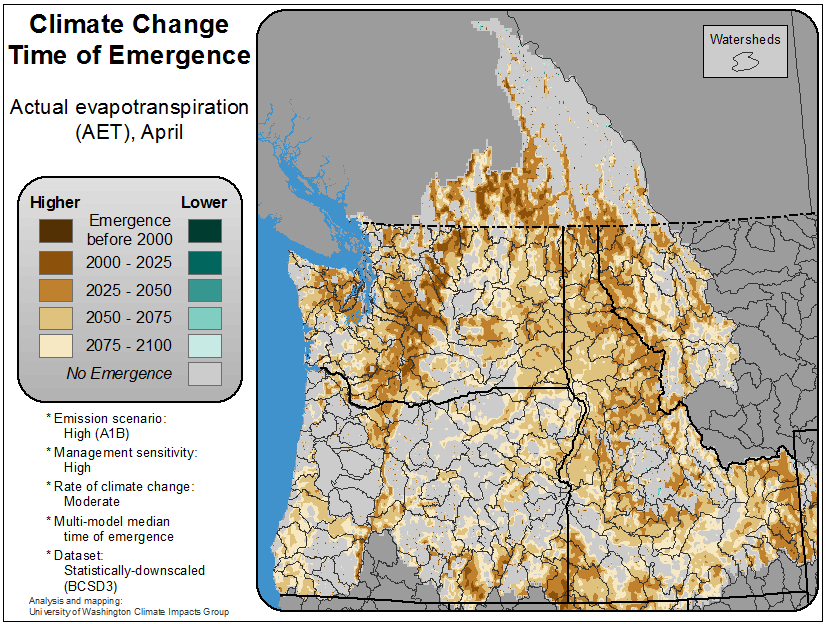 Climate Change
Time of Emergence
Actual evapotranspiration
(AET), April
Watersheds
Higher Lower
Emergence
before 2000
2000 - 2025
2025 - 2050
2050 - 2075
2075 - 2100
No Emergence
* Emission scenario:
High (A1B)
* Management sensitivity:
High
* Rate of climate change:
Moderate
* Multi-model median
time of emergence
* Dataset:
Statistically-downscaled
(BCSD3)
Analysis and mapping:
University of Washington Climate Impacts Group